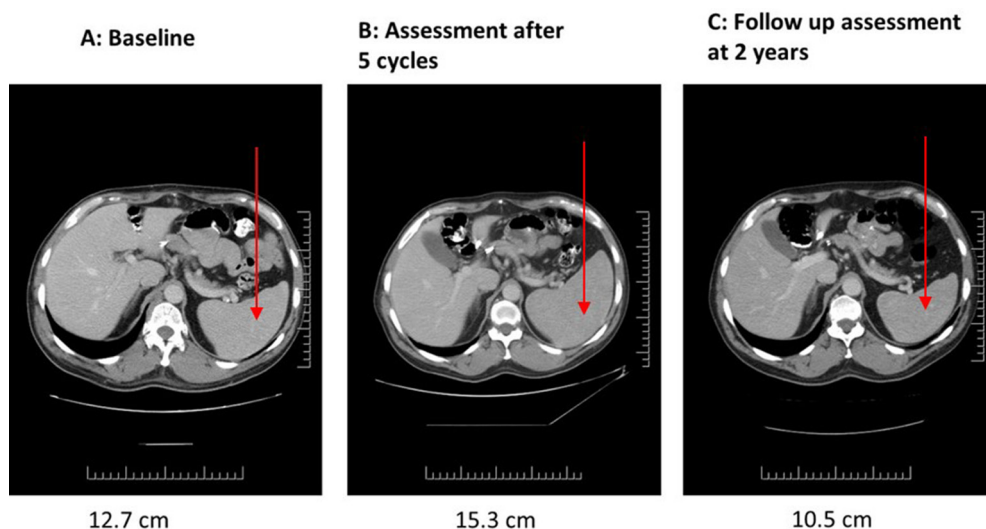 A: Baseline
B: Assessment after
5 cycles
C: Follow up assessment
at 2 years
12.7 cm
15.3 cm
10.5 cm